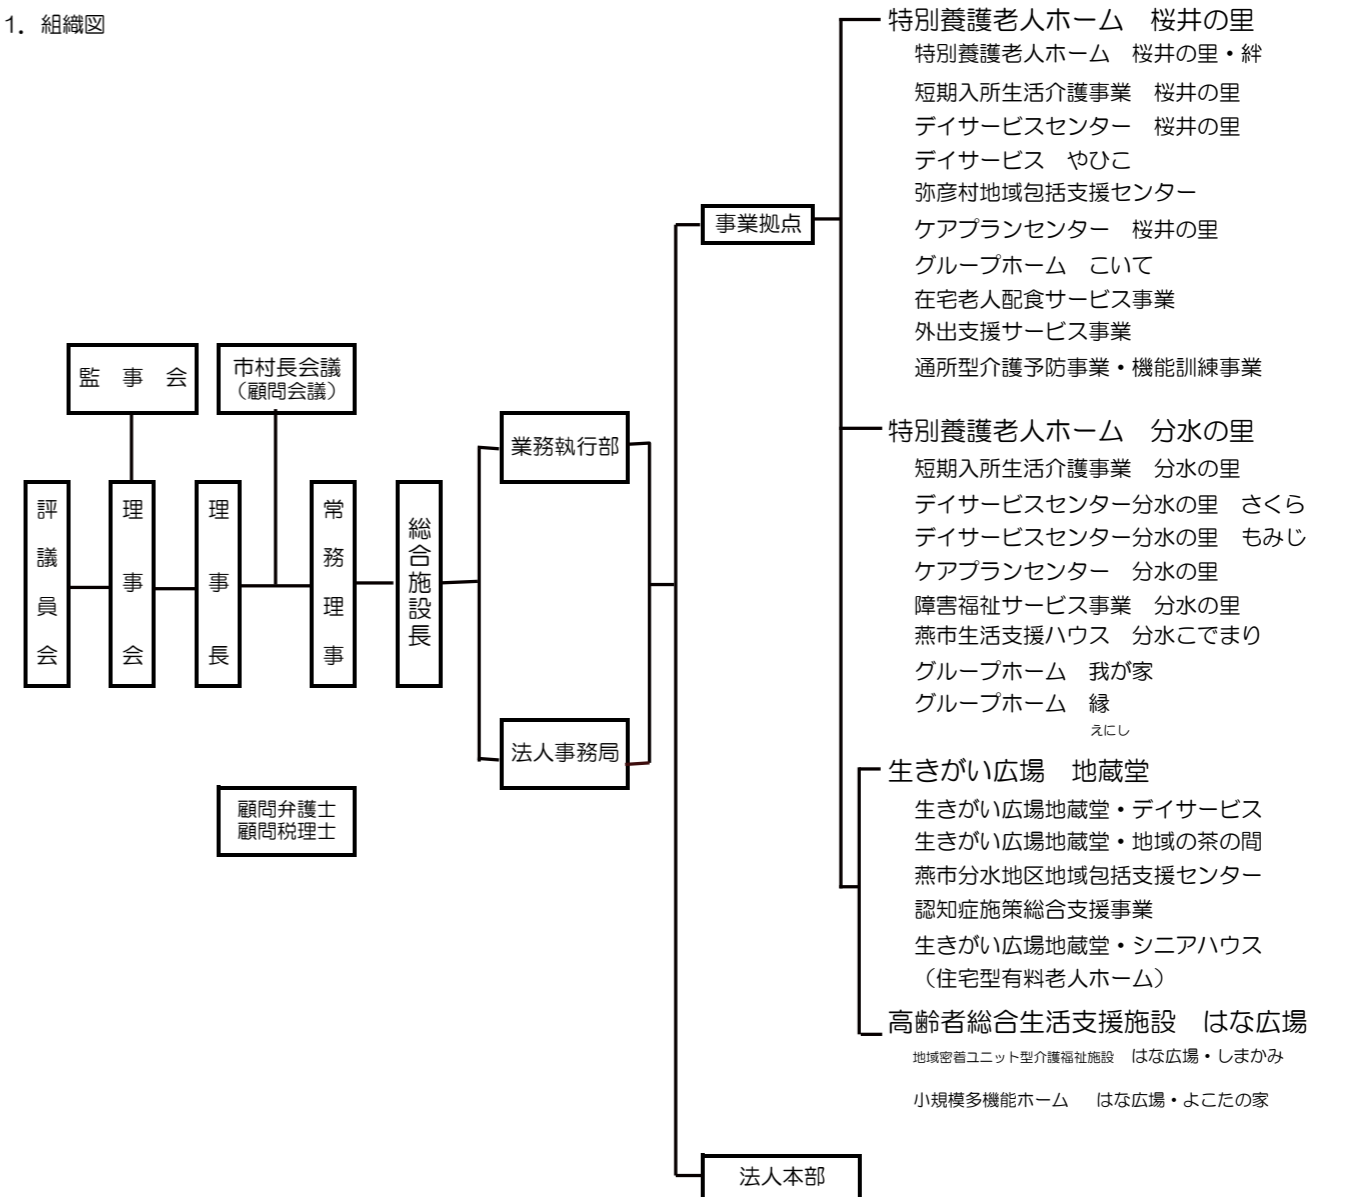 1. 組織図
監　事　会
市村長会議
（顧問会議）
評議員会
理事会
理事長
常務理事
総合施設長
業務執行部
法人事務局
顧問弁護士
顧問税理士
事業拠点
特別養護老人ホーム　桜井の里
特別養護老人ホーム　桜井の里・絆
短期入所生活介護事業　桜井の里
デイサービスセンター　桜井の里
デイサービス　やひこ
弥彦村地域包括支援センター
ケアプランセンター　桜井の里
グループホーム　こいて
在宅老人配食サービス事業
外出支援サービス事業
通所型介護予防事業・機能訓練事業
特別養護老人ホーム　分水の里
短期入所生活介護事業　分水の里
デイサービスセンター分水の里　さくら
デイサービスセンター分水の里　もみじ
ケアプランセンター　分水の里
障害福祉サービス事業　分水の里
燕市生活支援ハウス　分水こでまり
グループホーム　我が家
グループホーム　縁
えにし
生きがい広場　地蔵堂
生きがい広場地蔵堂・デイサービス
生きがい広場地蔵堂・地域の茶の間
燕市分水地区地域包括支援センター
認知症施策総合支援事業
生きがい広場地蔵堂・シニアハウス
（住宅型有料老人ホーム）
高齢者総合生活支援施設　はな広場
地域密着ユニット型介護福祉施設　はな広場・しまかみ
小規模多機能ホーム　はな広場・よこたの家
法人本部